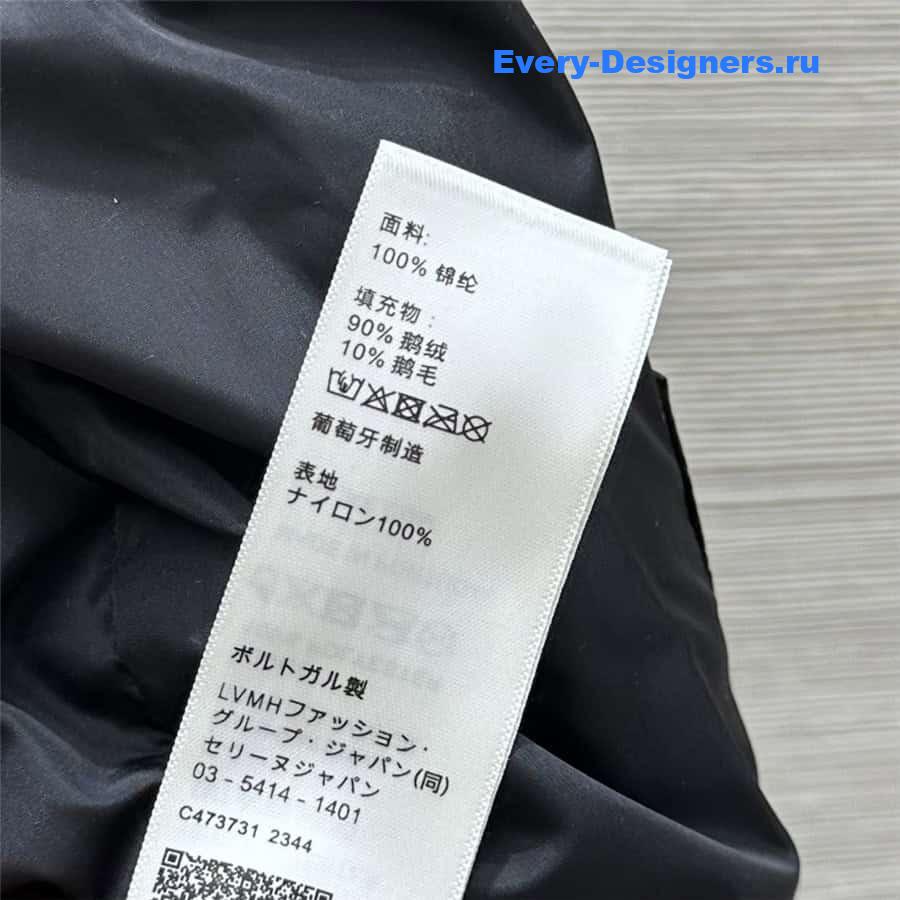 Every-Designers.ru
面料:
100% 锦纶
填充物:
90% 鹅绒
10% 鹅毛
葡萄牙制造
表地
ナイロン100%
ボルトガル製
LVMHファッション・
グループ・ジャパン(同)
セリーヌジャパン
03 - 5414 - 1401
C473731 2344